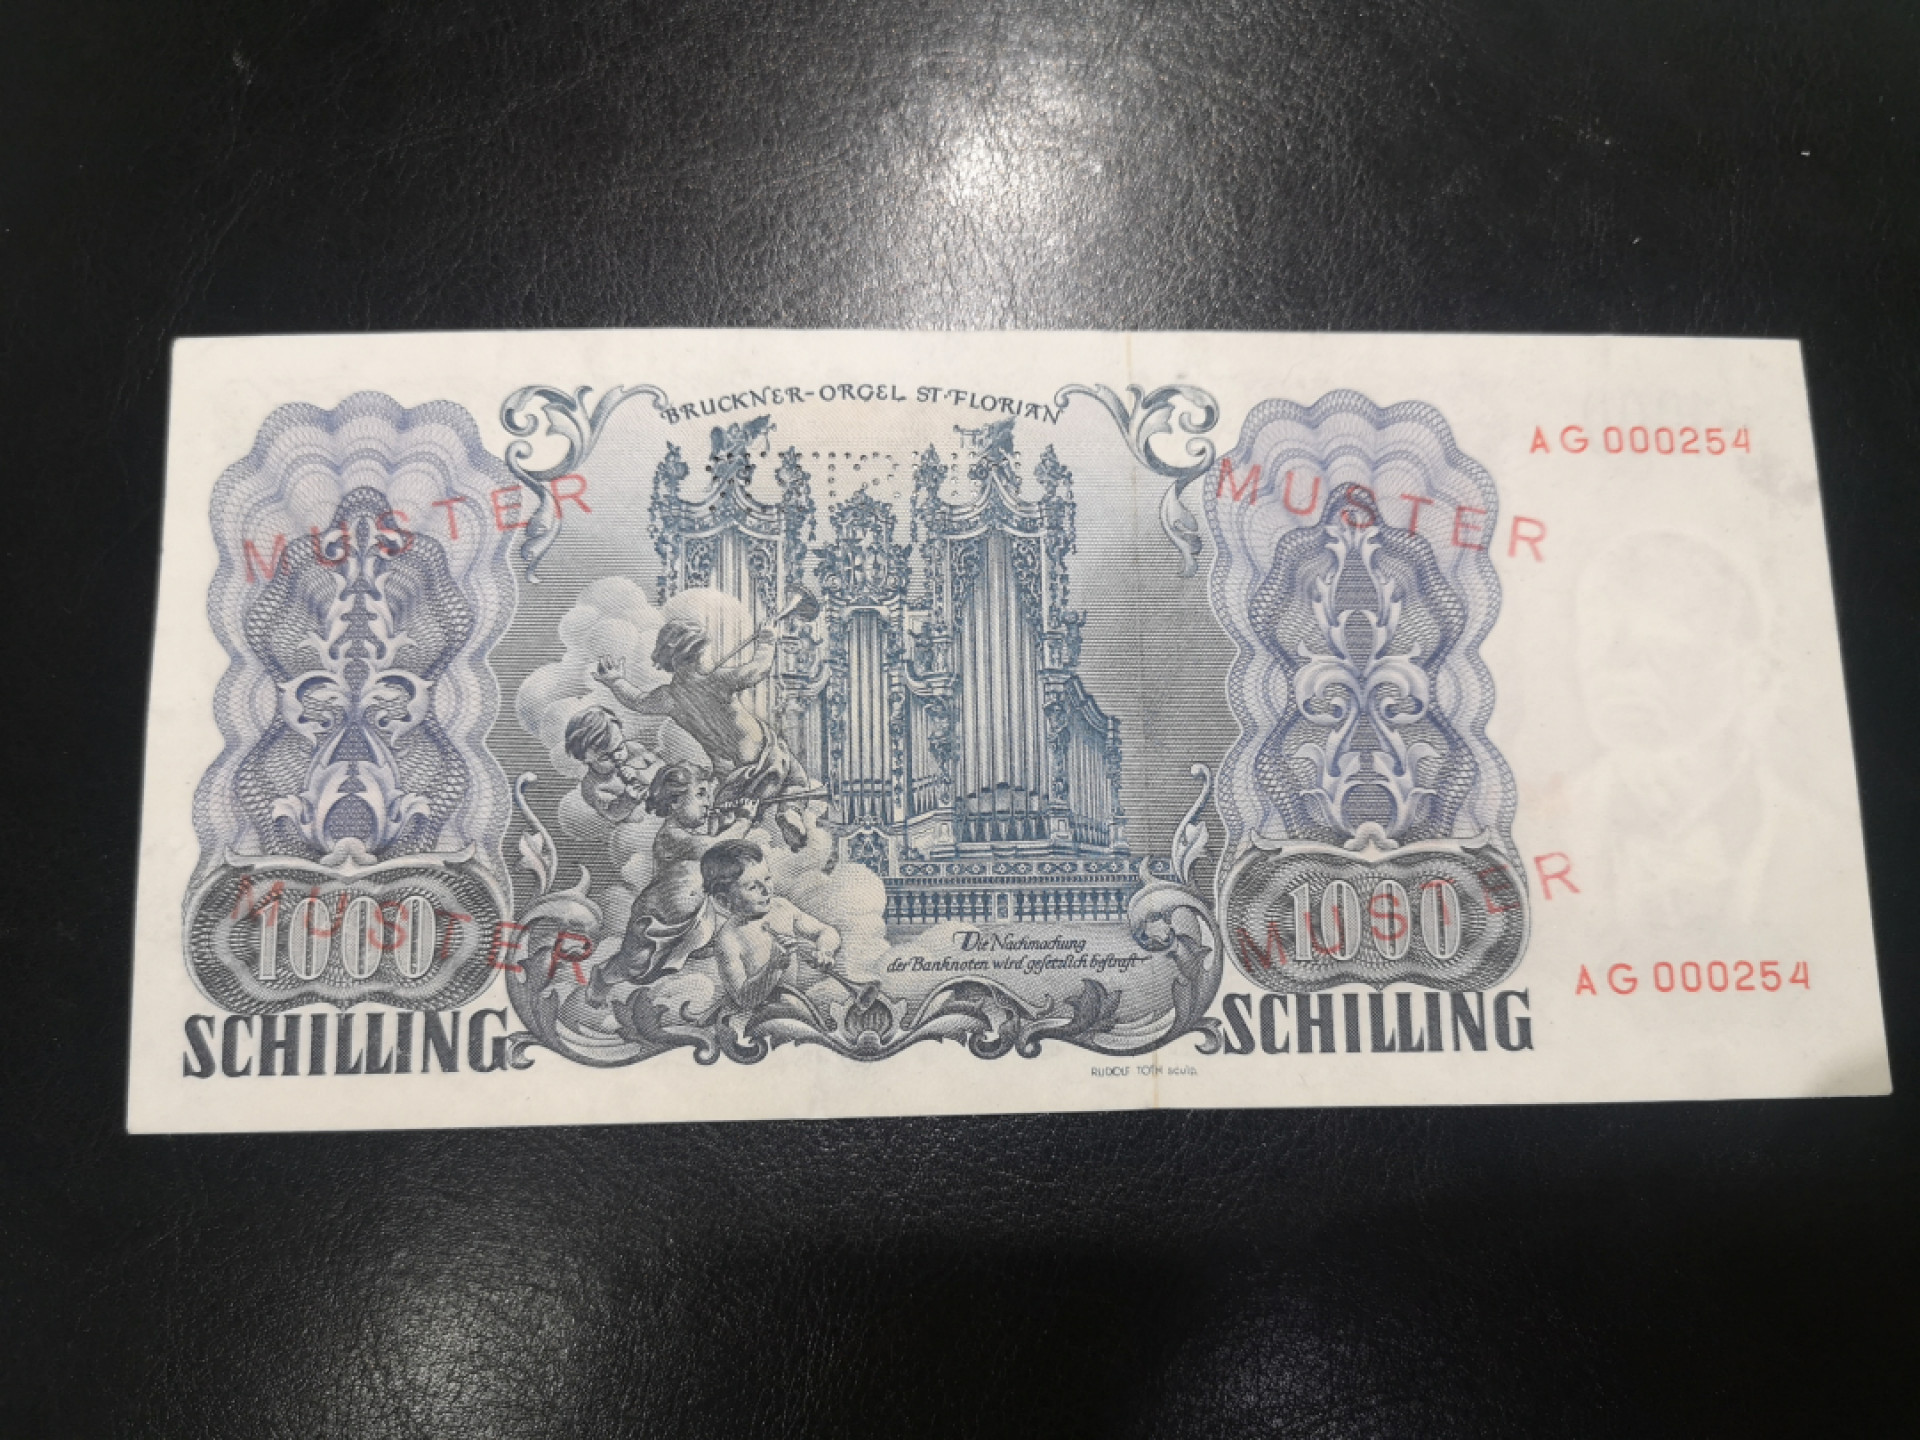 BRUCKNER-ORGEL ST·FLORIAN
AG 000254
MUSTER
MUSTER
MUSTER
MUSTER
1000
1000
Die Nachmachung
der Banknoten wird gesetzlich bestraft
AG 000254
SCHILLING
SCHILLING
RUDOLF TOTH sculp.